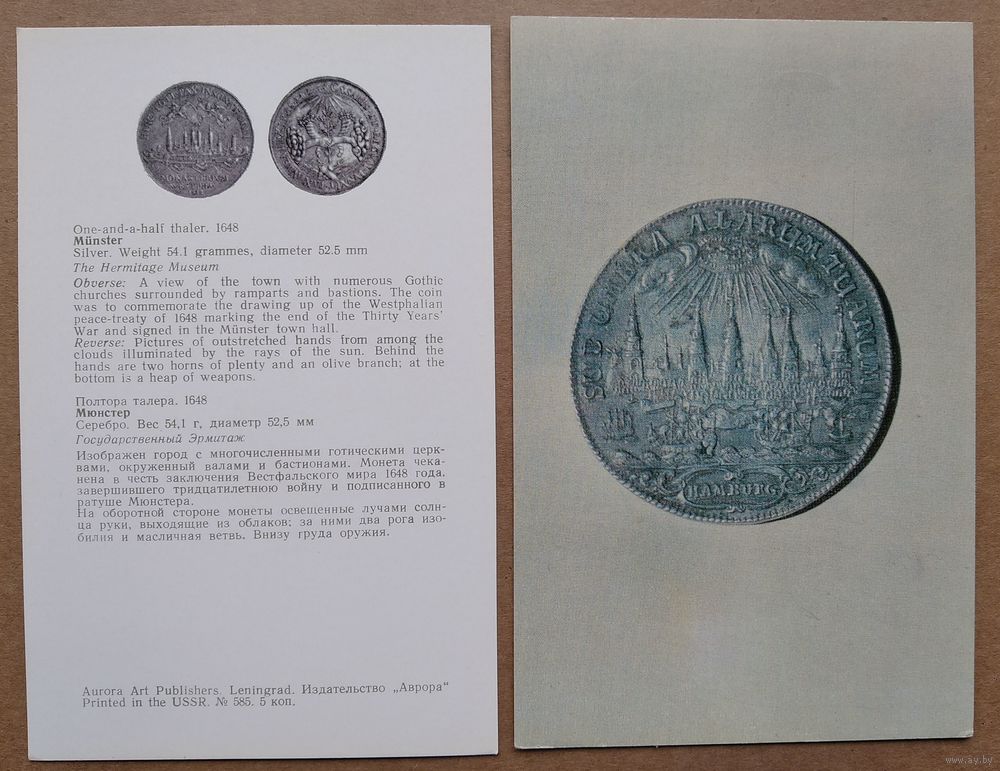 One-and-a-half thaler. 1648
Münster
Silver. Weight 54.1 grammes, diameter 52.5 mm
The Hermitage Museum
Obverse: A view of the town with numerous Gothic
churches surrounded by ramparts and bastions. The coin
was to commemorate the drawing up of the Westphalian
peace-treaty of 1648 marking the end of the Thirty Years'
War and signed in the Münster town hall.
Reverse: Pictures of outstretched hands from among the
clouds illuminated by the rays of the sun. Behind the
hands are two horns of plenty and an olive branch; at the
bottom is a heap of weapons.
Полтора талера. 1648
Мюнстер
Серебро. Вес 54,1 г, диаметр 52,5 мм
Государственный Эрмитаж
Изображен город с многочисленными готическими церк-
вами, окруженный валами и бастионами. Монета чека-
нена в честь заключения Вестфальского мира 1648 года,
завершившего тридцатилетнюю войну и подписанного в
ратуше Мюнстера.
На оборотной стороне монеты освещенные лучами солн-
ца руки, выходящие из облаков; за ними два рога изо-
билия и масличная ветвь. Внизу груда оружия.
Aurora Art Publishers. Leningrad. Издательство „Аврора"
Printed in the USSR. № 585. 5 коп.
SUB UMBRA ALARUM TUARUM
HAMBURG
www.ay.by